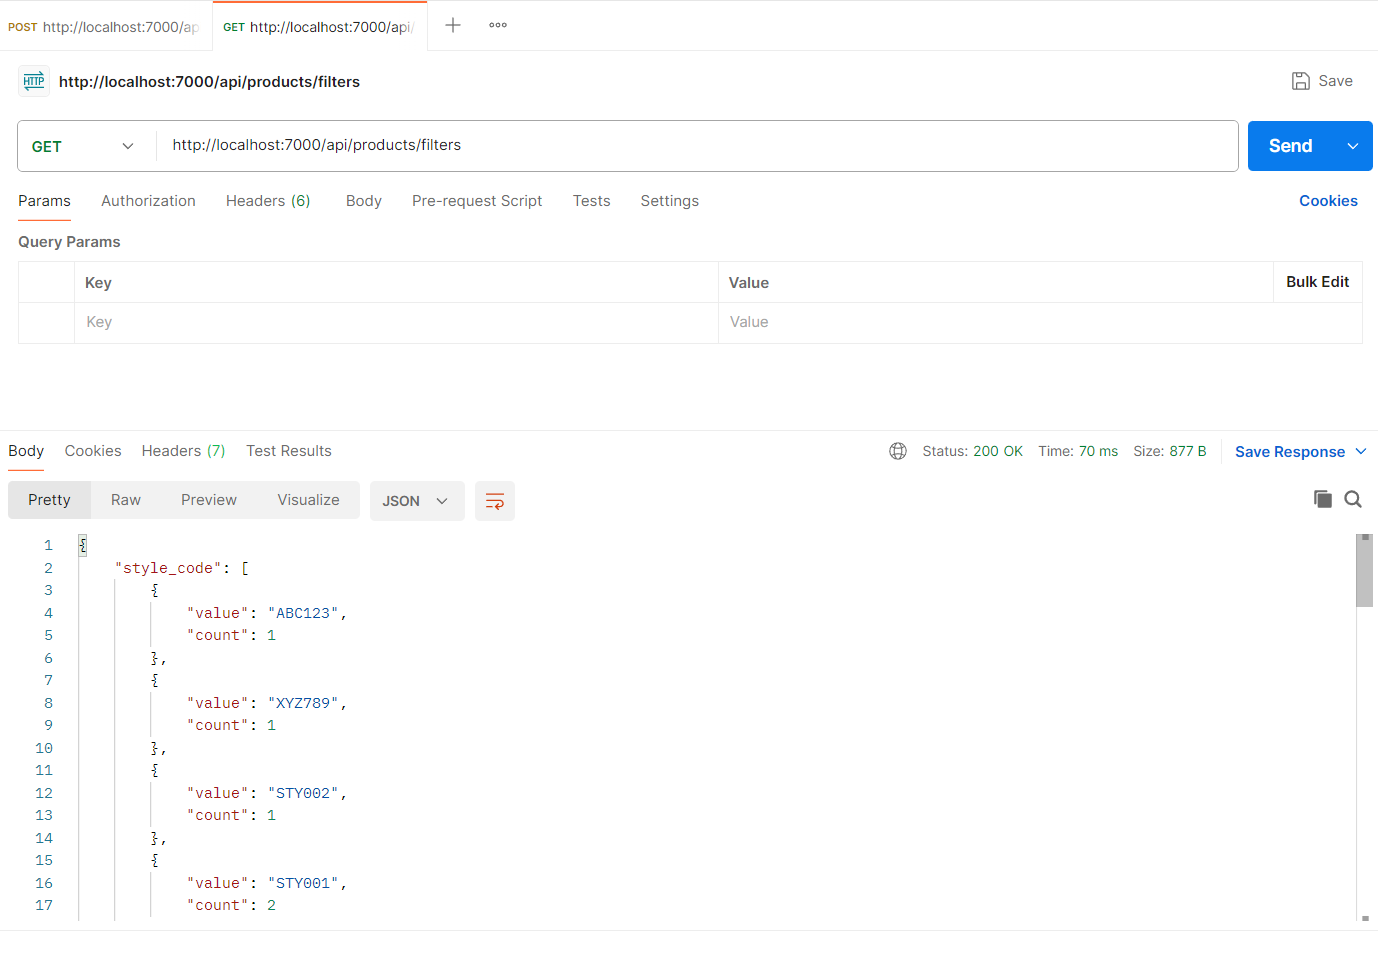 POST http://localhost:7000/ap
GET http://localhost:7000/api/
HTTP http://localhost:7000/api/products/filters
Save
GET http://localhost:7000/api/products/filters
Send
Params Authorization Headers (6) Body Pre-request Script Tests Settings Cookies
Query Params
Key Value Bulk Edit
Key Value
Body Cookies Headers (7) Test Results Status: 200 OK Time: 70 ms Size: 877 B Save Response
Pretty Raw Preview Visualize JSON
1 {
2 "style_code": [
3 {
4 "value": "ABC123",
5 "count": 1
6 },
7 {
8 "value": "XYZ789",
9 "count": 1
10 },
11 {
12 "value": "STY002",
13 "count": 1
14 },
15 {
16 "value": "STY001",
17 "count": 2